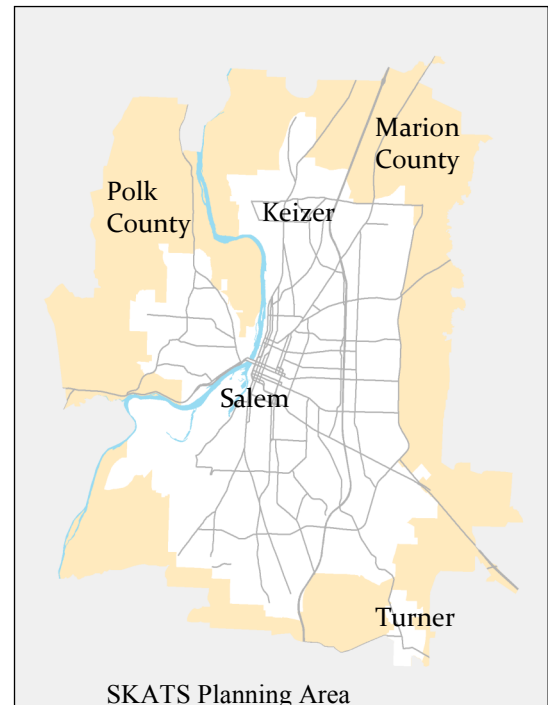 Marion
County
Polk
County
Keizer
Salem
Turner
SKATS Planning Area